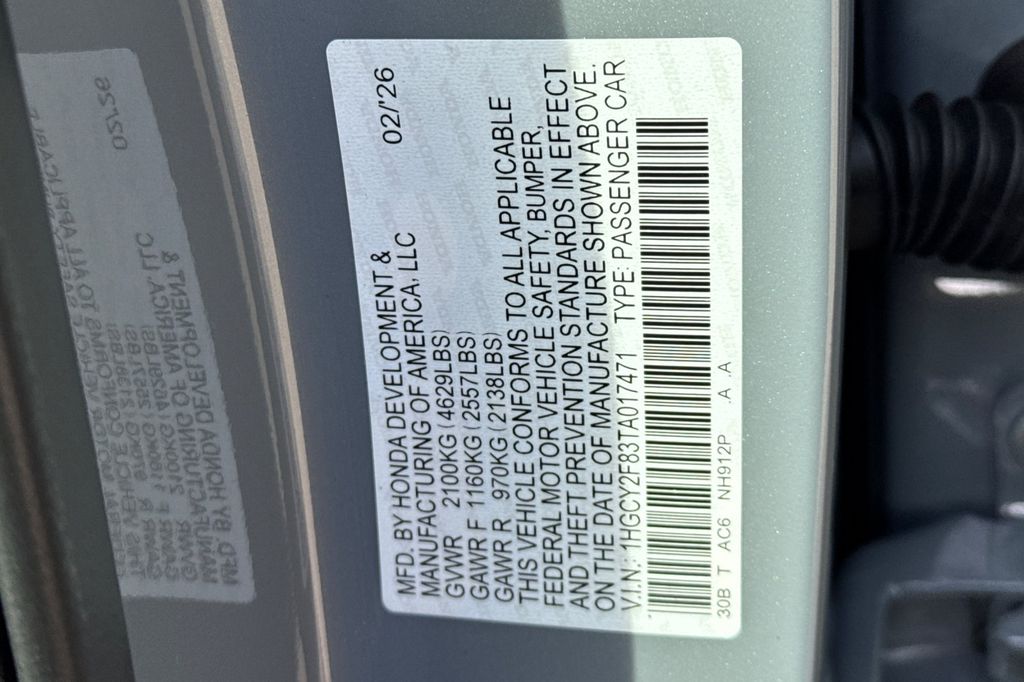 MFD. BY HONDA DEVELOPMENT & 02/'26
MANUFACTURING OF AMERICA, LLC
GVWR 2100KG (4629LBS)
GAWR F 1160KG (2557LBS)
GAWR R 970KG (2138LBS)
THIS VEHICLE CONFORMS TO ALL APPLICABLE
FEDERAL MOTOR VEHICLE SAFETY, BUMPER,
AND THEFT PREVENTION STANDARDS IN EFFECT
ON THE DATE OF MANUFACTURE SHOWN ABOVE.
V.I.N.: 1HGCY2F83TA017471 TYPE: PASSENGER CAR
30B T AC6 NH912P .A .A